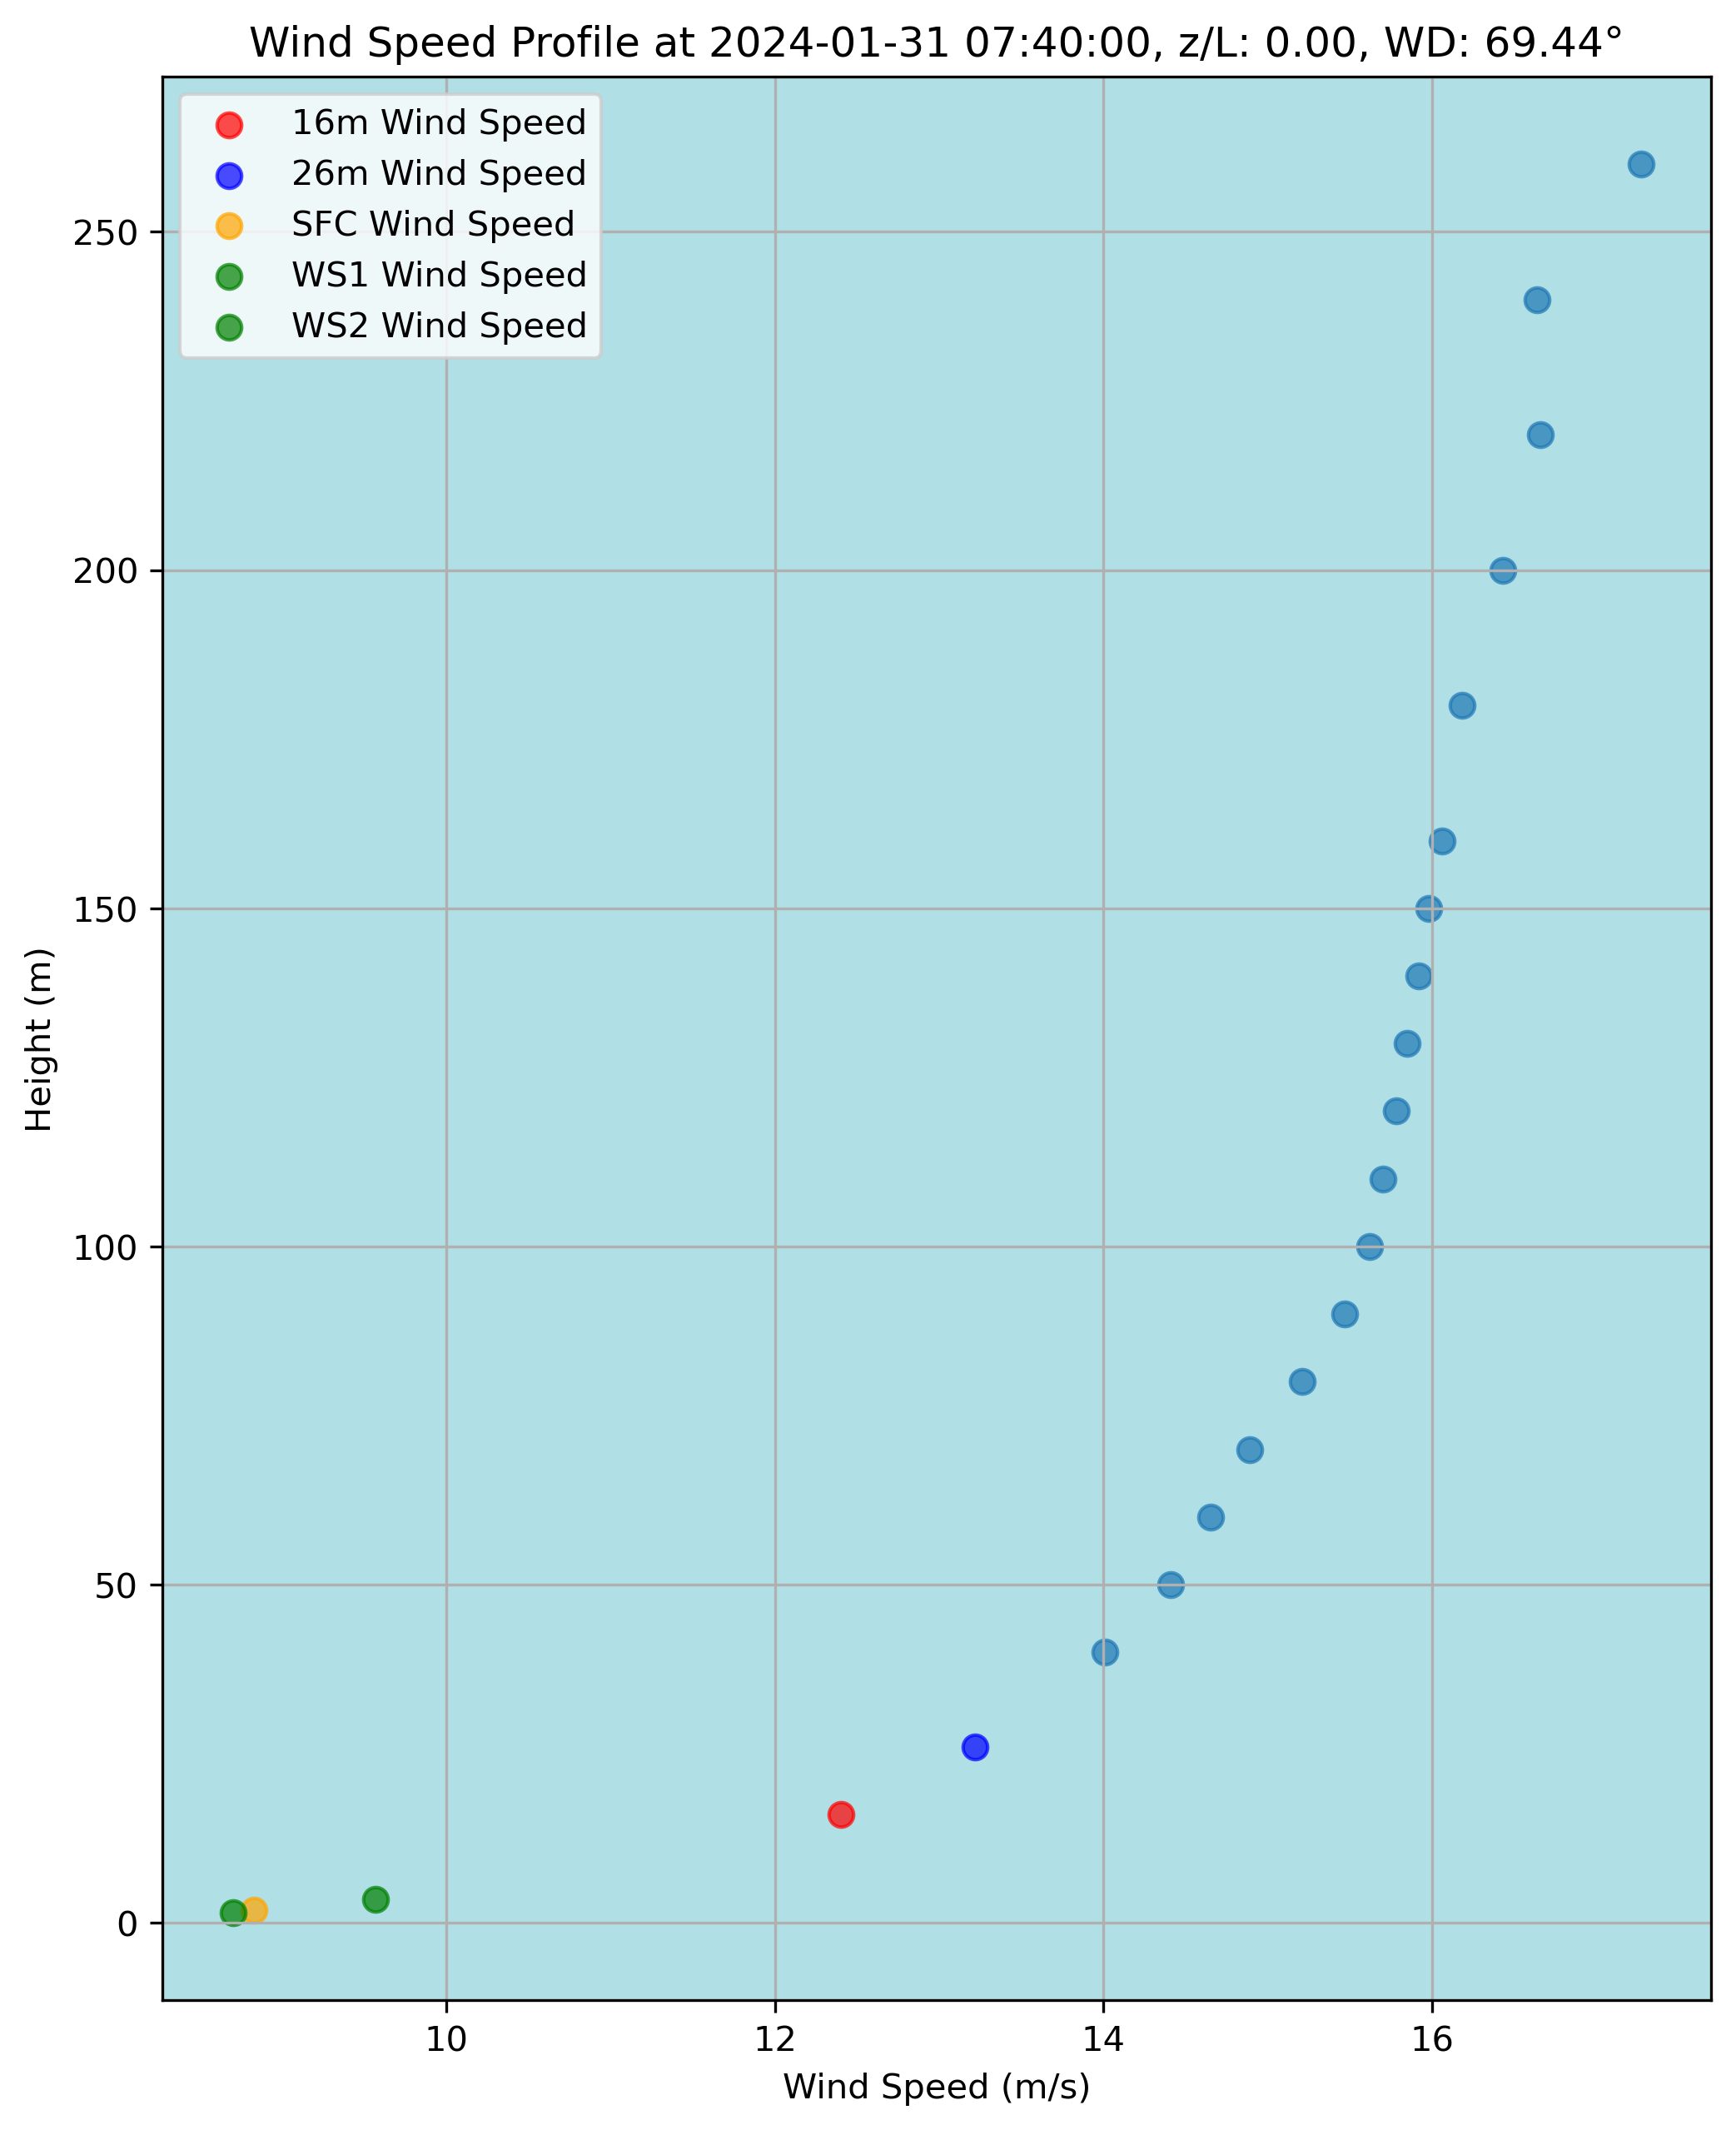 Wind Speed Profile at 2024-01-31 07:40:00, z/L: 0.00, WD: 69.44°
16m Wind Speed
26m Wind Speed
SFC Wind Speed
WS1 Wind Speed
WS2 Wind Speed
250
200
150
100
50
0
Height (m)
10 12 14 16
Wind Speed (m/s)